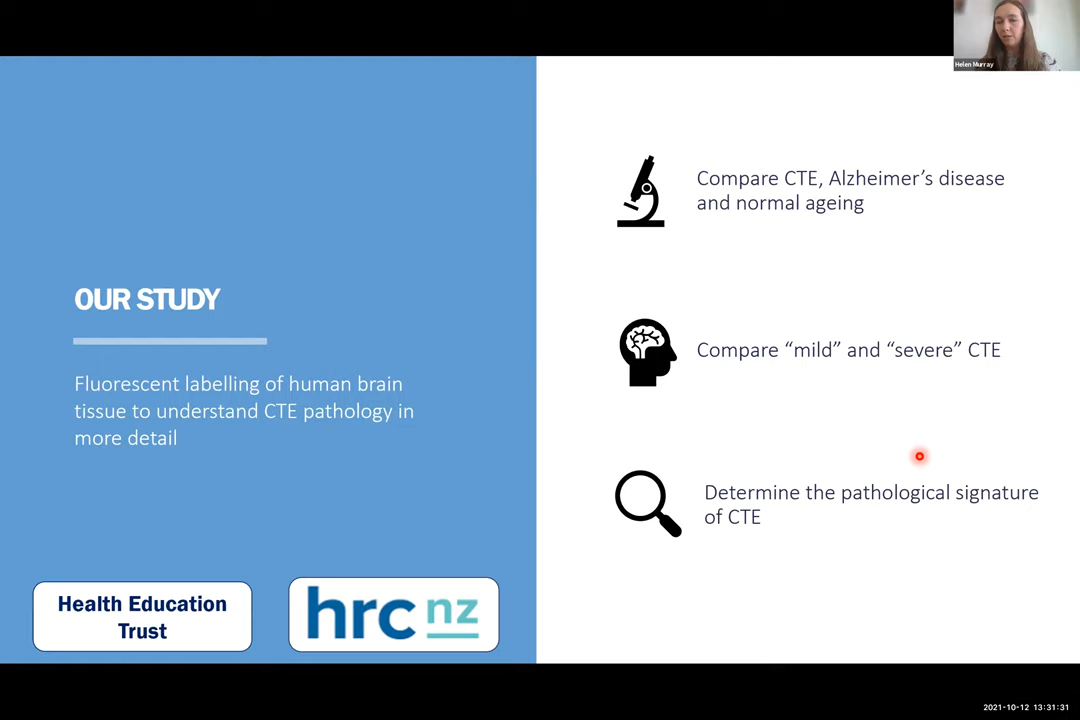 Helen Murray
OUR STUDY
Fluorescent labelling of human brain
tissue to understand CTE pathology in
more detail
Health Education
Trust
hrc nz
Compare CTE, Alzheimer’s disease
and normal ageing
Compare “mild” and “severe” CTE
Determine the pathological signature
of CTE
2021-10-12 13:31:31